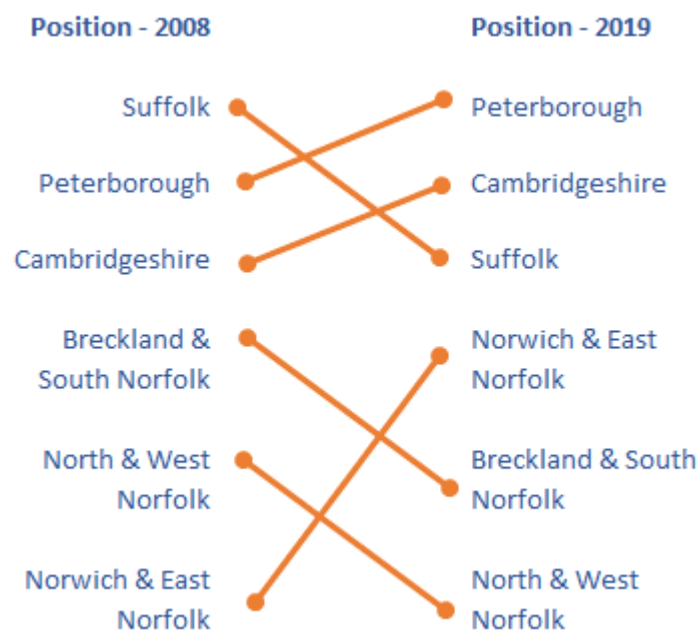 Position - 2008
Position - 2019
Suffolk
Peterborough
Peterborough
Cambridgeshire
Cambridgeshire
Suffolk
Breckland &
South Norfolk
Norwich & East
Norfolk
North & West
Norfolk
Breckland & South
Norfolk
Norwich & East
Norfolk
North & West
Norfolk